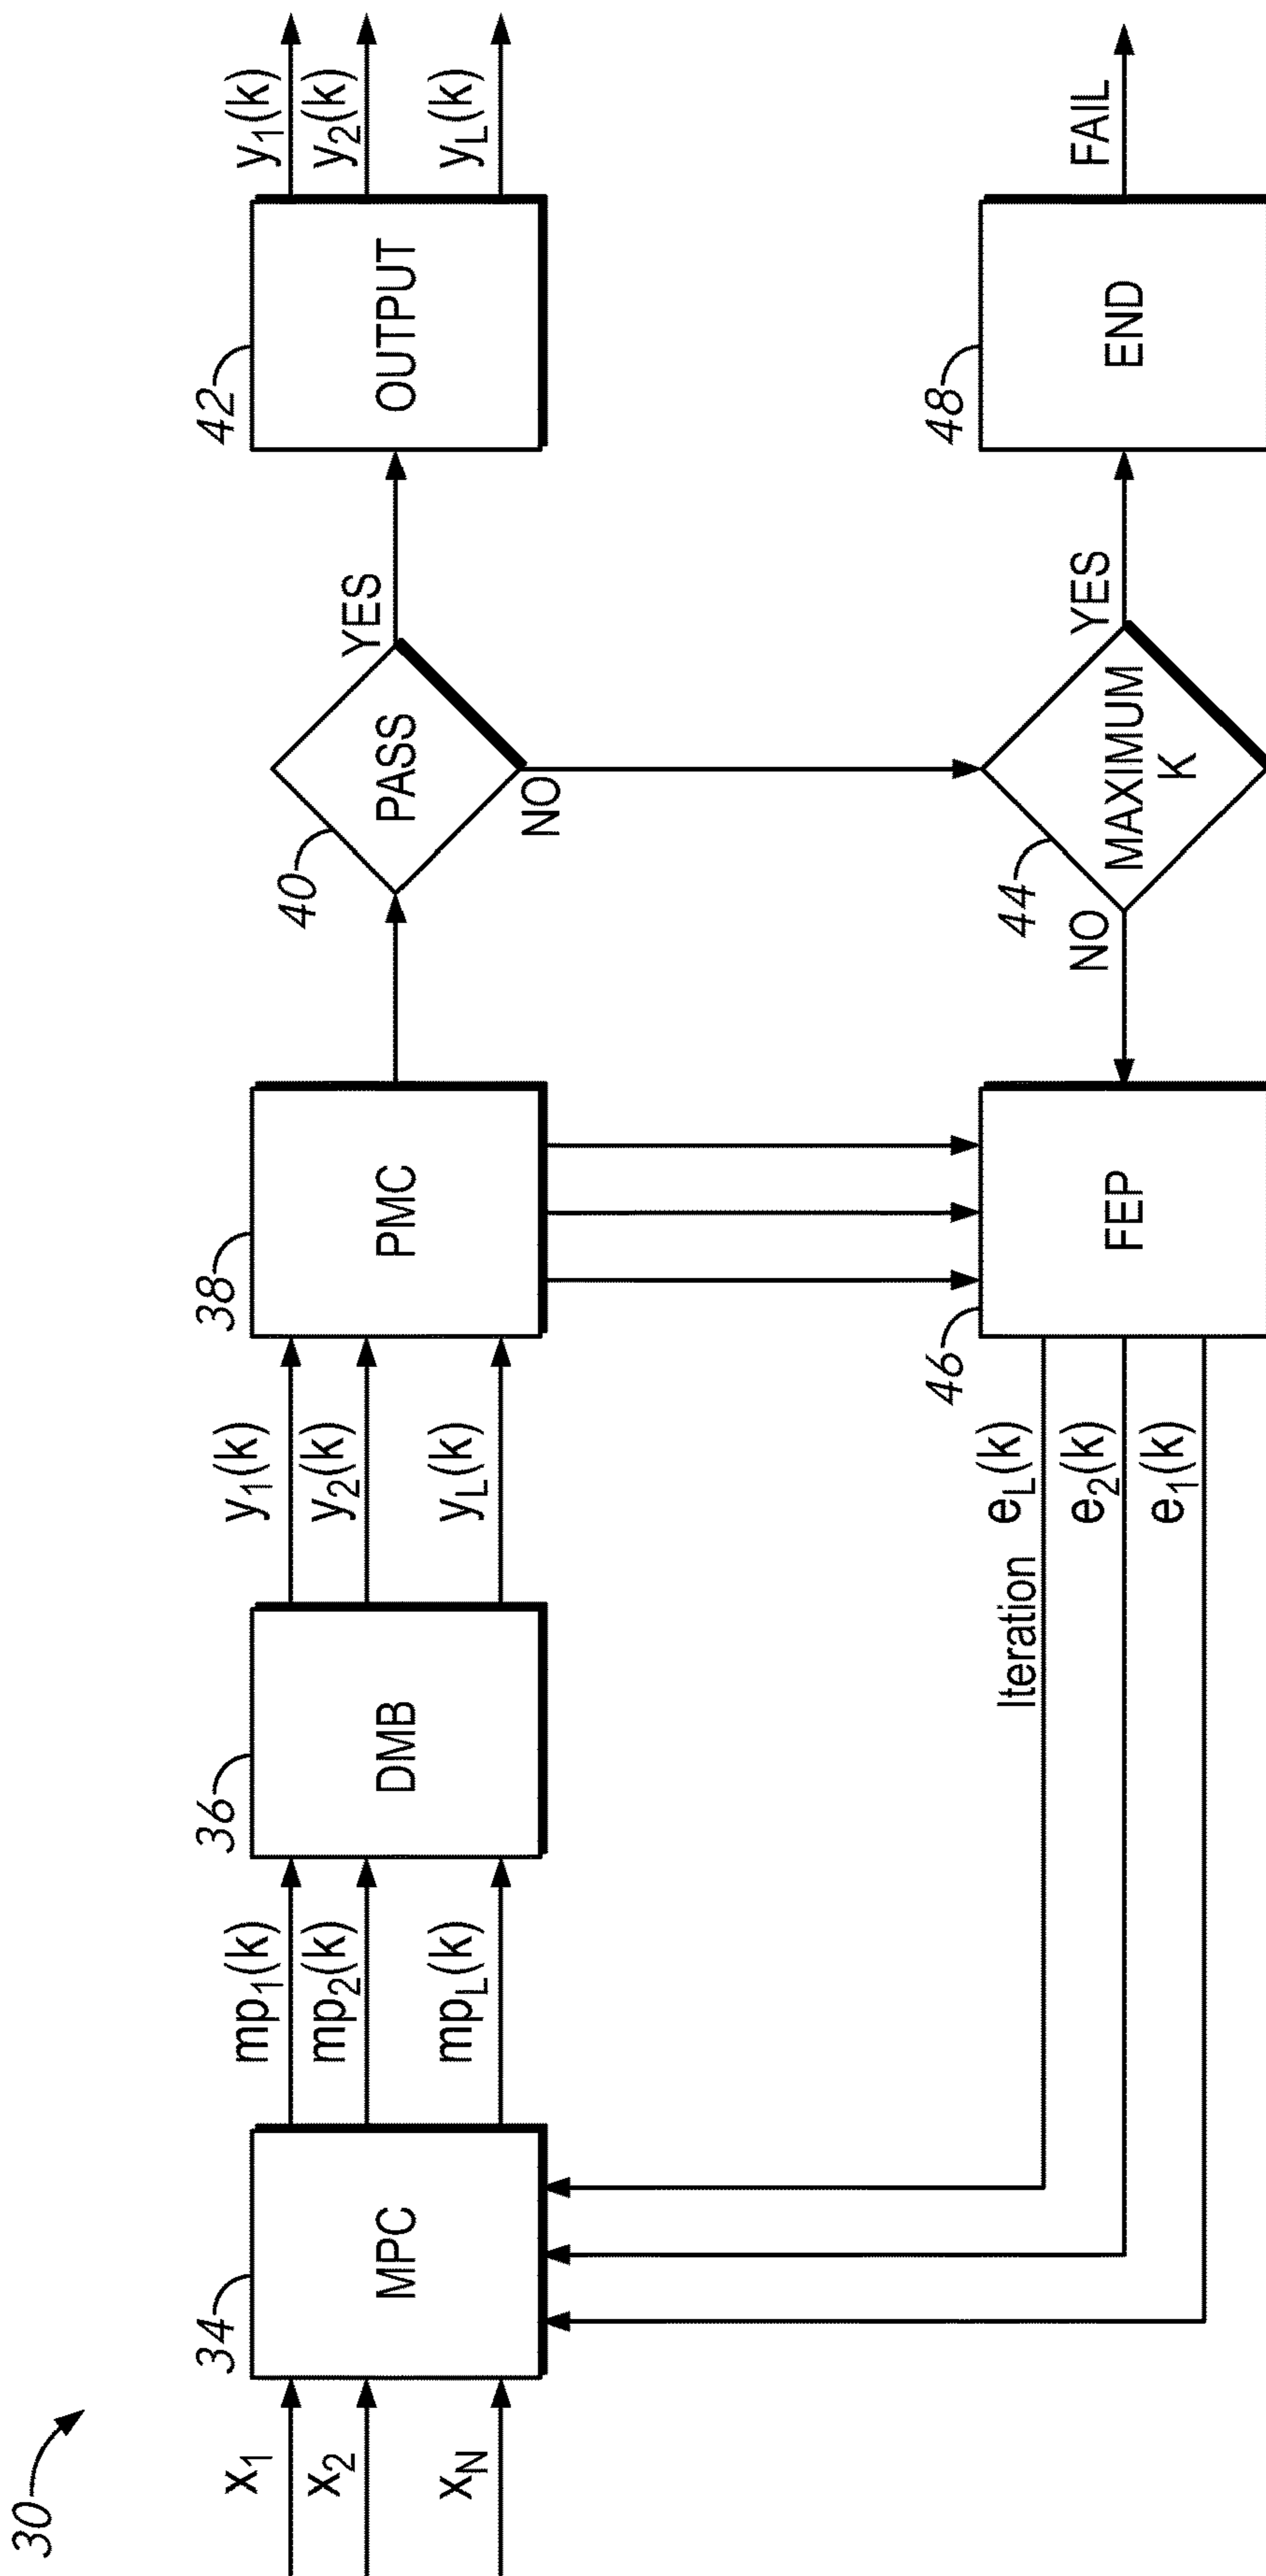 30
x1
x2
xN
34
MPC
mp1(k)
mp2(k)
mpL(k)
36
DMB
y1(k)
y2(k)
yL(k)
38
PMC
40
PASS
YES
NO
42
OUTPUT
y1(k)
y2(k)
yL(k)
44
MAXIMUM
K
YES
NO
48
END
FAIL
46
FEP
Iteration
eL(k)
e2(k)
e1(k)